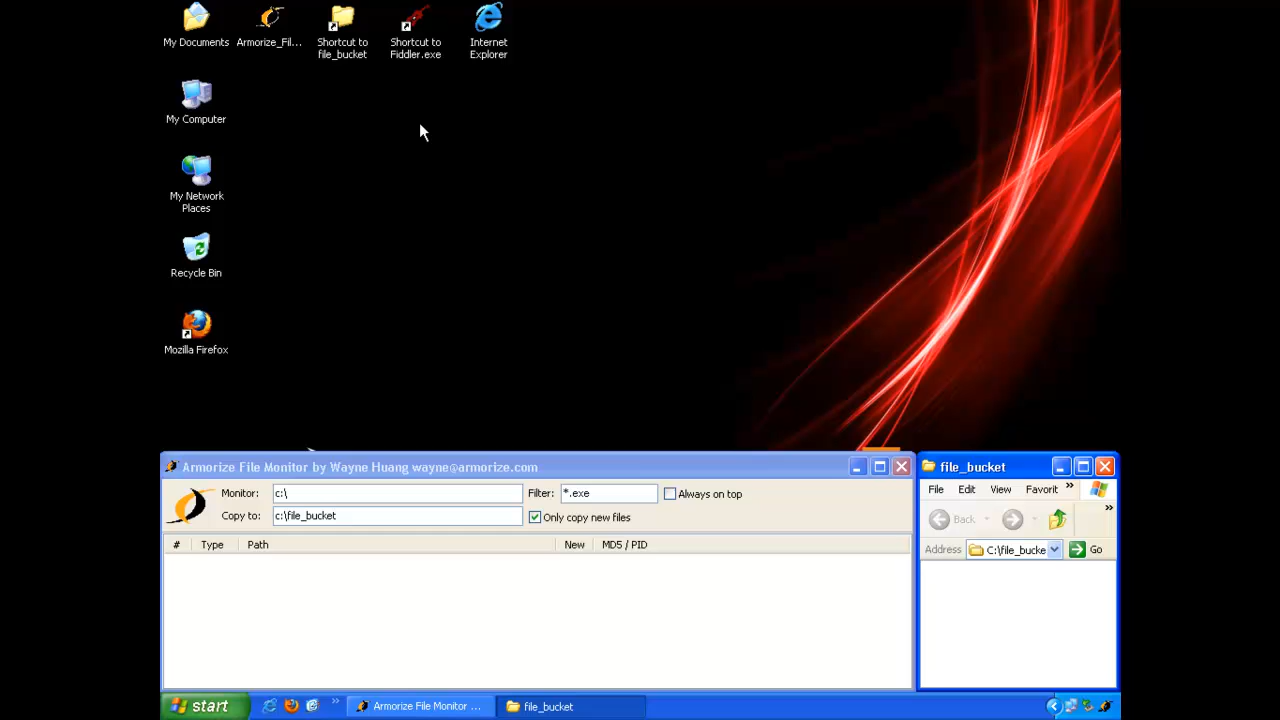 My Documents
Armorize_Fil...
Shortcut to
file_bucket
Shortcut to
Fiddler.exe
Internet
Explorer
My Computer
My Network
Places
Recycle Bin
Mozilla Firefox
Armorize File Monitor by Wayne Huang wayne@armorize.com
Monitor: c:\ Filter: *.exe Always on top
Copy to: c:\file_bucket Only copy new files
# Type Path New MD5 / PID
file_bucket
File Edit View Favorit »
Back »
Address C:\file_bucke Go
start » Armorize File Monitor ... file_bucket